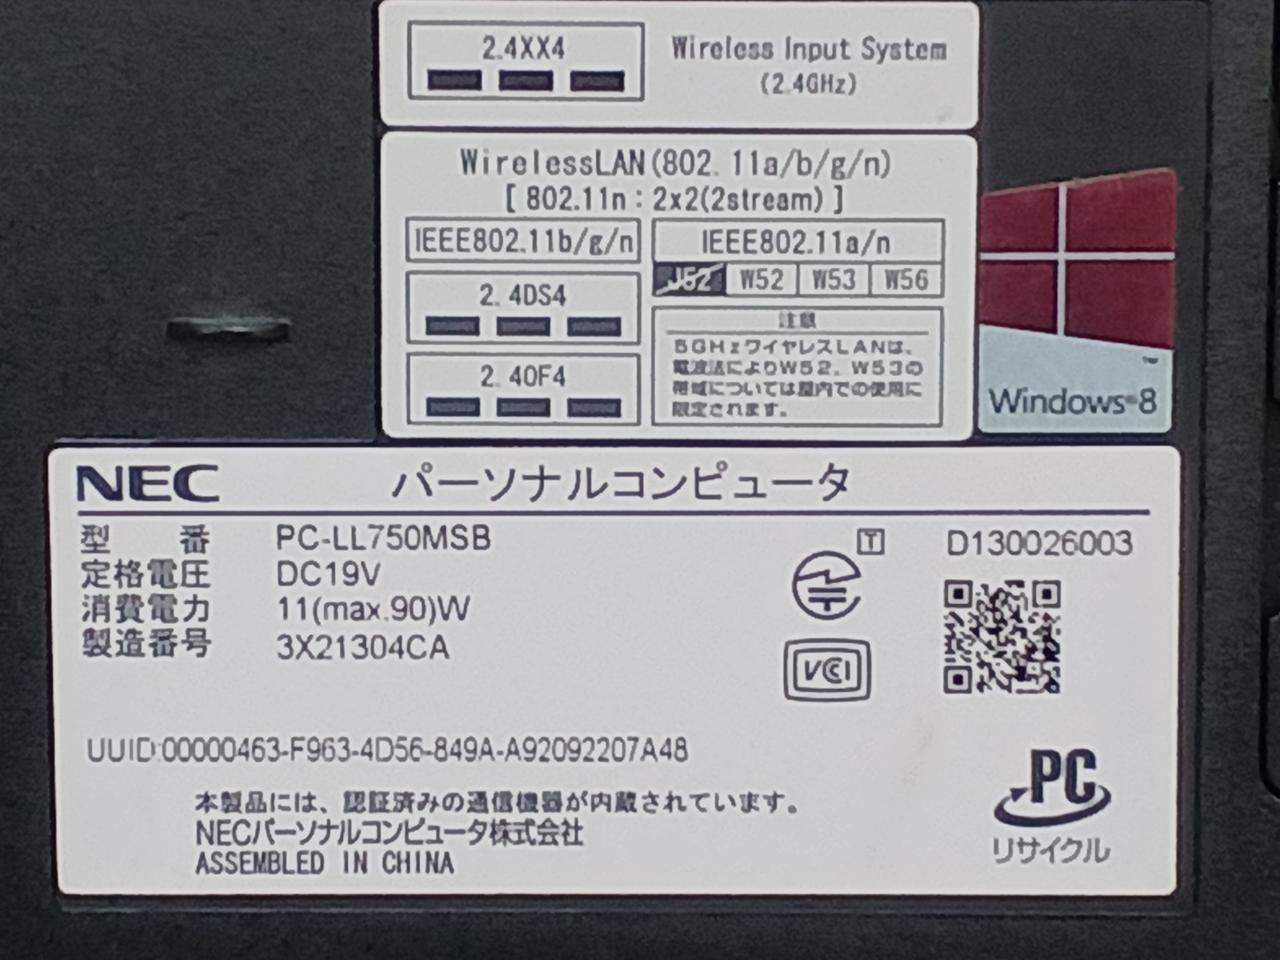 2.4XX4
Wireless Input System
(2.4GHz)
WirelessLAN(802.11a/b/g/n)
[ 802.11n : 2x2(2stream) ]
IEEE802.11b/g/n
IEEE802.11a/n
J52 W52 W53 W56
2.4DS4
2.4OF4
注意
5GHzワイヤレスLANは、
電波法によりW52、W53の
帯域については屋内での使用に
限定されます。
Windows 8
NEC パーソナルコンピュータ
型 番 PC-LL750MSB
定格電圧 DC19V
消費電力 11(max.90)W
製造番号 3X21304CA
T
D130026003
VCCI
UUID:00000463-F963-4D56-849A-A92092207A48
本製品には、認証済みの通信機器が内蔵されています。
NECパーソナルコンピュータ株式会社
ASSEMBLED IN CHINA
PC
リサイクル